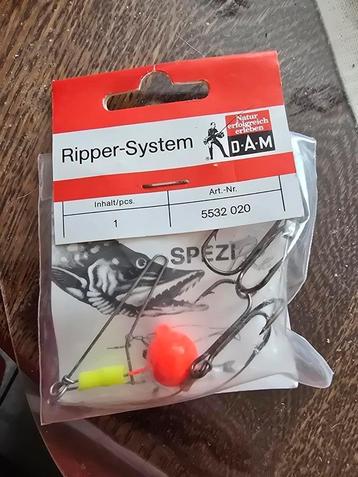 Ripper-System
Natur
erfolgreich
erleben
D·A·M
Inhalt/pcs.
Art.-Nr.
1
5532 020
SPEZI